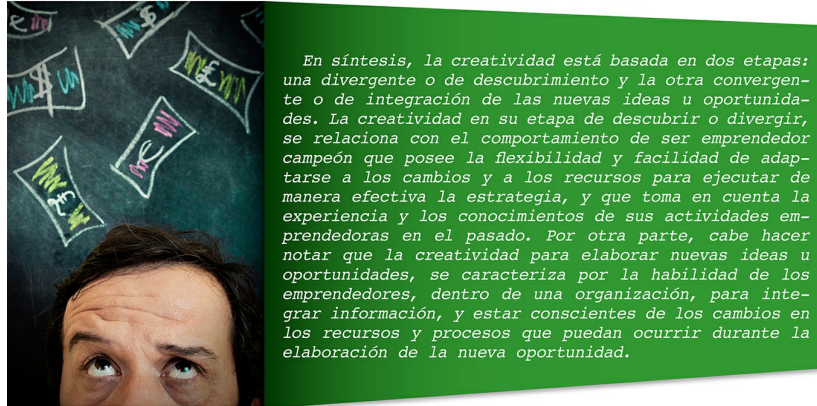 En síntesis, la creatividad está basada en dos etapas:
una divergente o de descubrimiento y la otra convergen-
te o de integración de las nuevas ideas u oportunida-
des. La creatividad en su etapa de descubrir o divergir,
se relaciona con el comportamiento de ser emprendedor
campeón que posee la flexibilidad y facilidad de adap-
tarse a los cambios y a los recursos para ejecutar de
manera efectiva la estrategia, y que toma en cuenta la
experiencia y los conocimientos de sus actividades em-
prendedoras en el pasado. Por otra parte, cabe hacer
notar que la creatividad para elaborar nuevas ideas u
oportunidades, se caracteriza por la habilidad de los
emprendedores, dentro de una organización, para inte-
grar información, y estar conscientes de los cambios en
los recursos y procesos que puedan ocurrir durante la
elaboración de la nueva oportunidad.